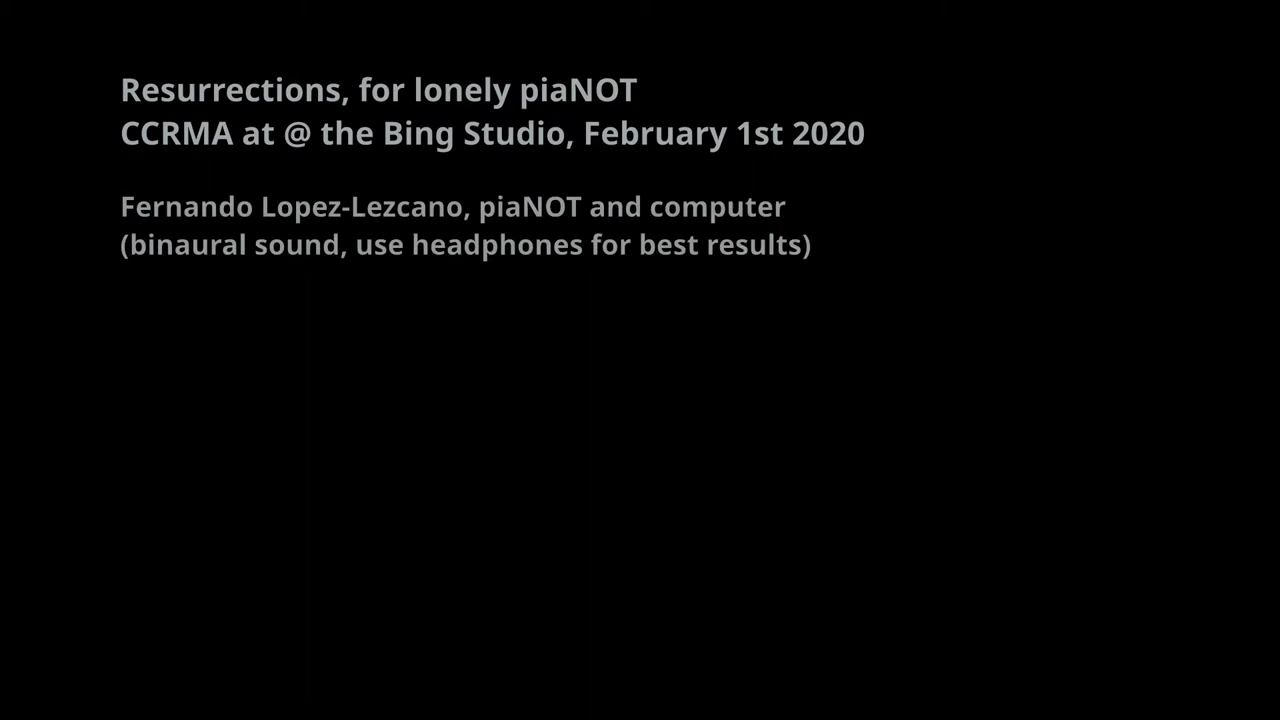 Resurrections, for lonely piaNOT
CCRMA at @ the Bing Studio, February 1st 2020
Fernando Lopez-Lezcano, piaNOT and computer
(binaural sound, use headphones for best results)